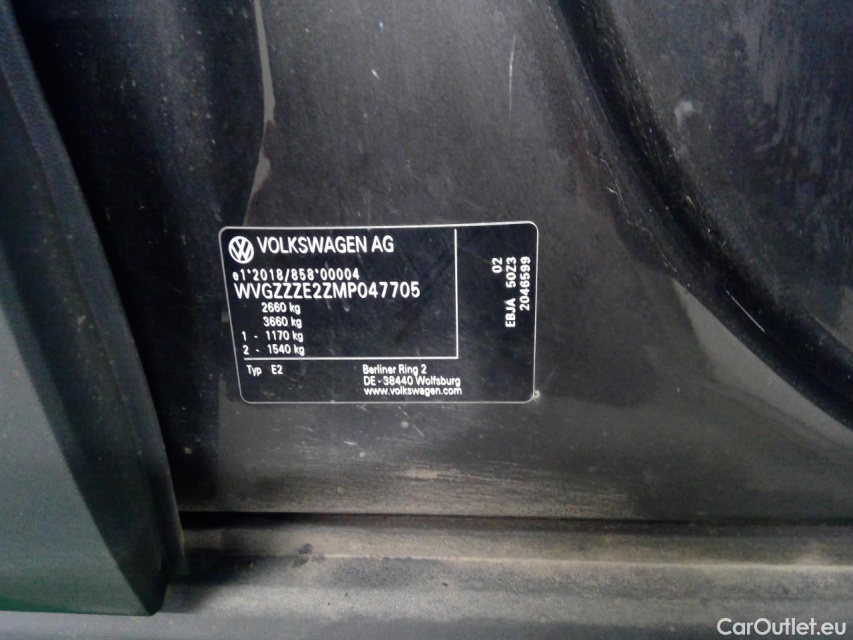 VOLKSWAGEN AG
e1*2018/858*00004
WVGZZZE2ZMP047705
2660 kg
3660 kg
1 - 1170 kg
2 - 1540 kg
Typ E2
Berliner Ring 2
DE - 38440 Wolfsburg
www.volkswagen.com
02
EBJA 50Z3
2046599
CarOutlet.eu